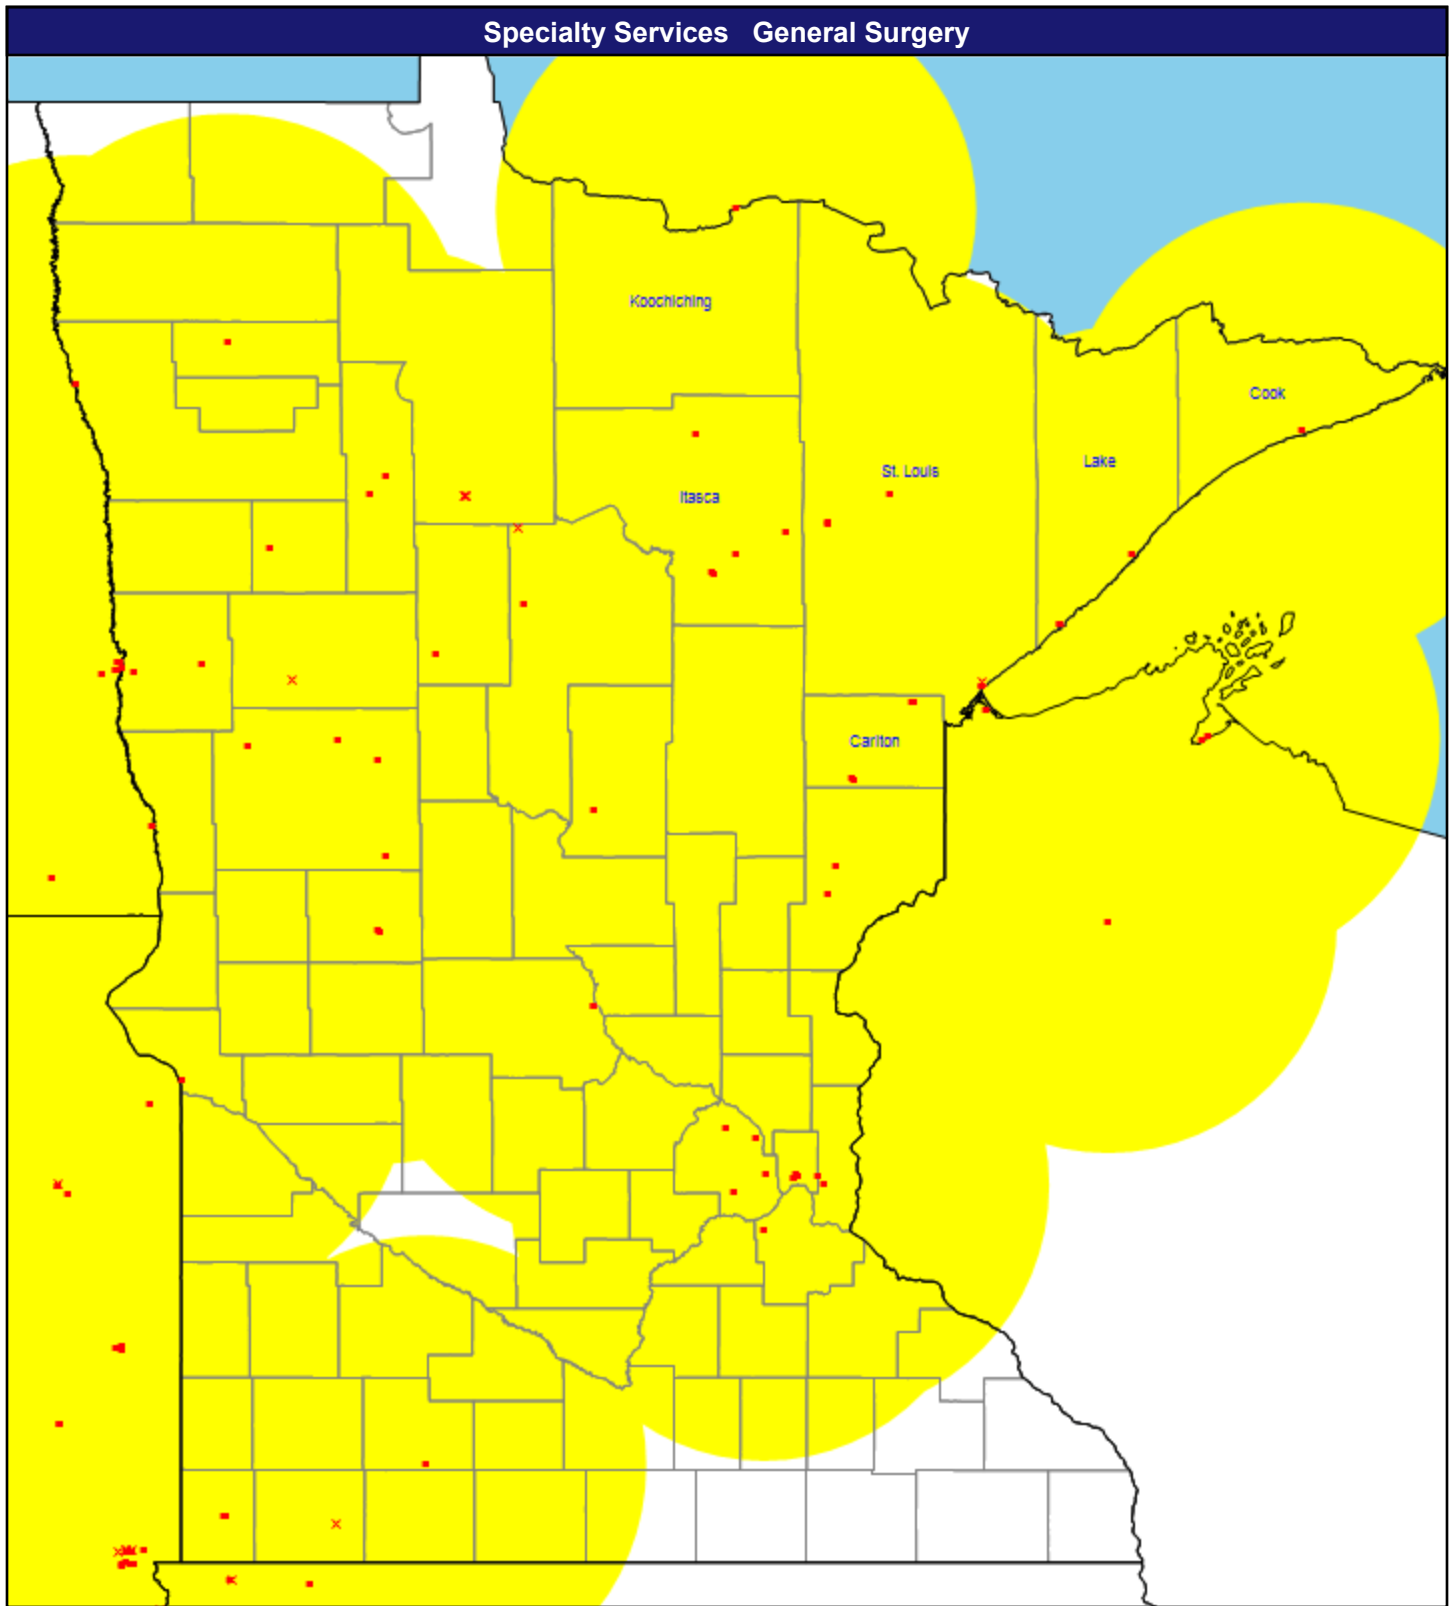 Specialty Services General Surgery
Koochiching
Cook
Lake
St. Louis
Itasca
Carlton